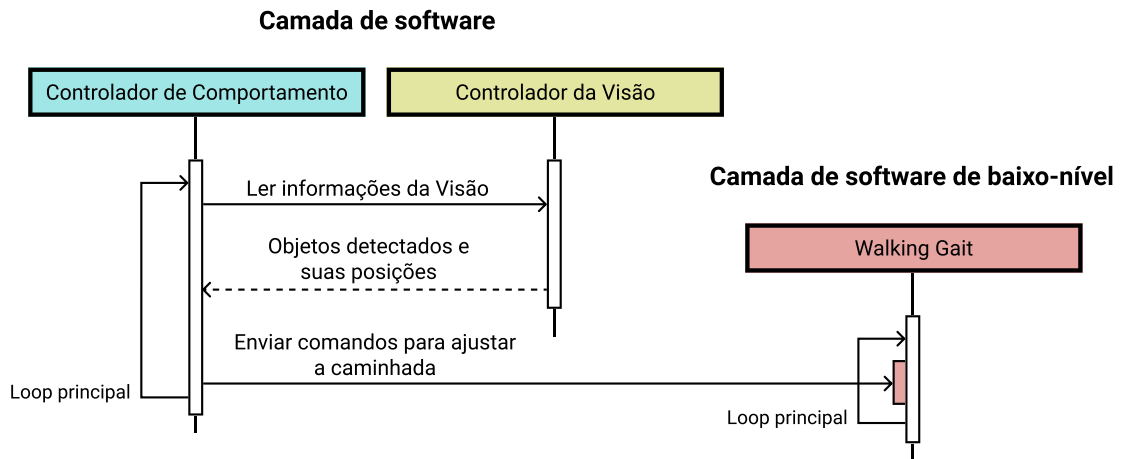 Camada de software
Controlador de Comportamento
Controlador da Visão
Ler informações da Visão
Camada de software de baixo-nível
Walking Gait
Objetos detectados e
suas posições
Enviar comandos para ajustar
a caminhada
Loop principal
Loop principal